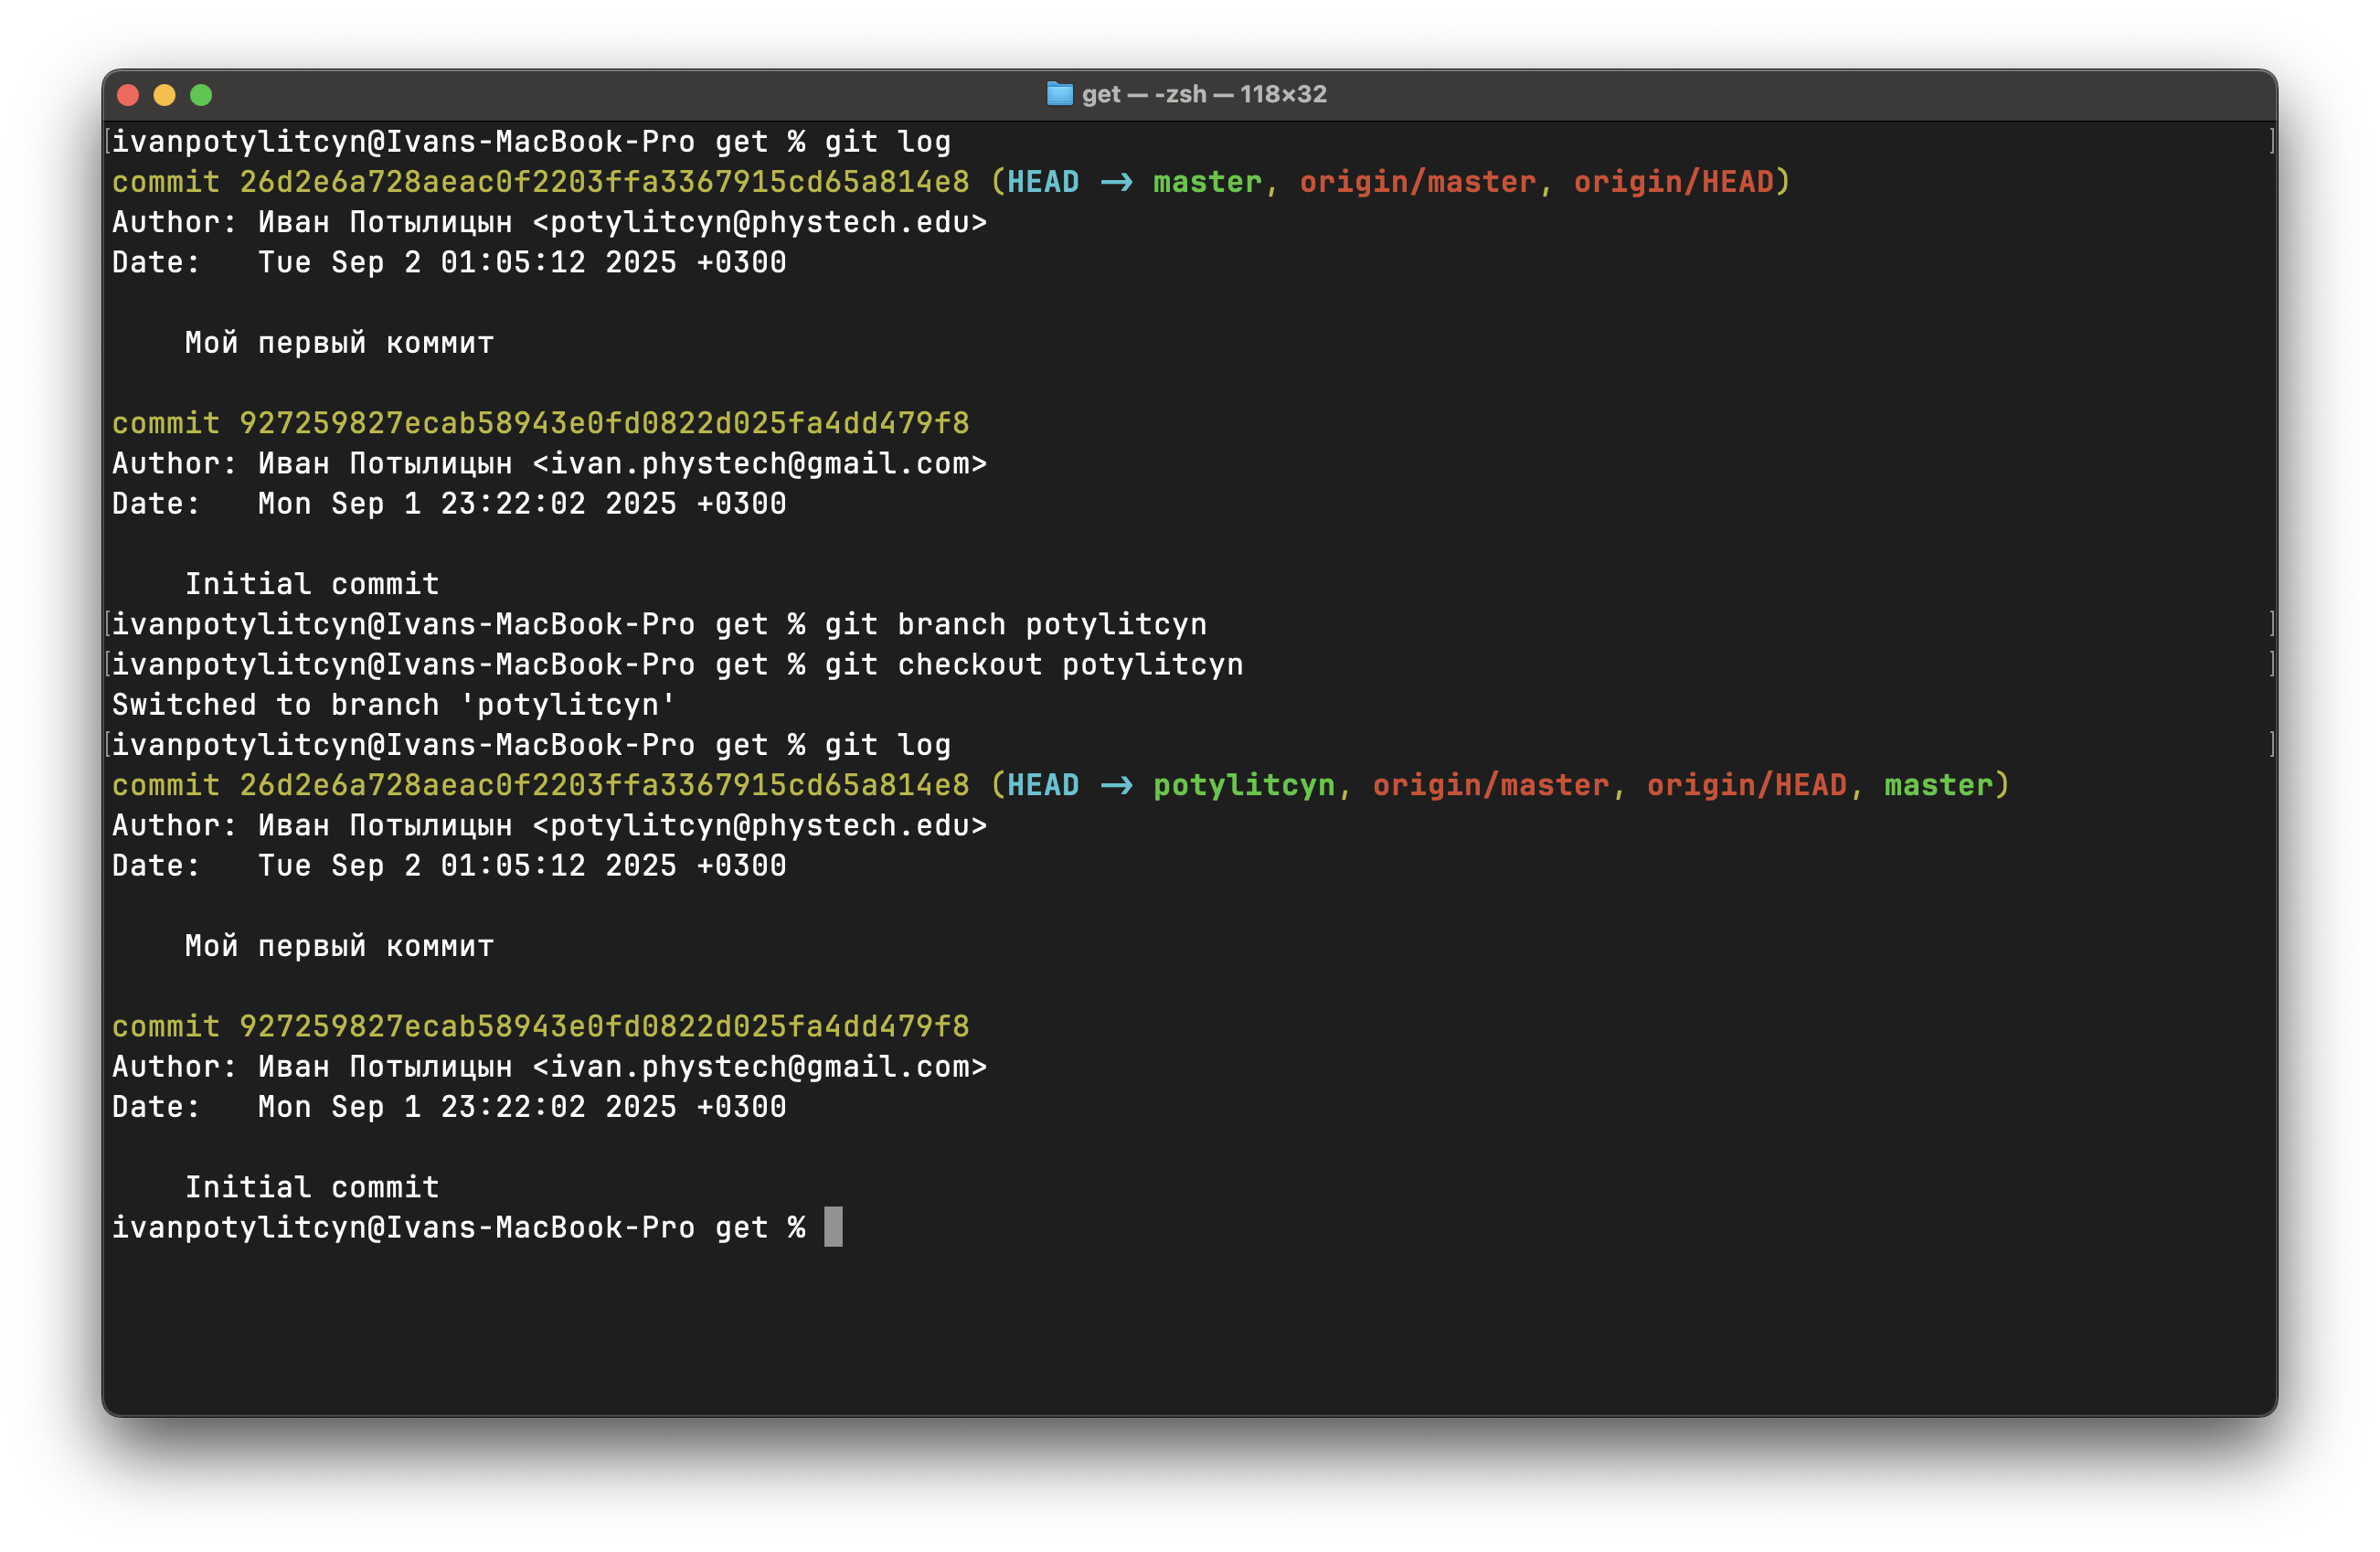 get — -zsh — 118×32
ivanpotylitcyn@Ivans-MacBook-Pro get % git log
commit 26d2e6a728aeac0f2203ffa3367915cd65a814e8 (HEAD -> master, origin/master, origin/HEAD)
Author: Иван Потылицын <potylitcyn@phystech.edu>
Date:   Tue Sep 2 01:05:12 2025 +0300
    Мой первый коммит
commit 927259827ecab58943e0fd0822d025fa4dd479f8
Author: Иван Потылицын <ivan.phystech@gmail.com>
Date:   Mon Sep 1 23:22:02 2025 +0300
    Initial commit
ivanpotylitcyn@Ivans-MacBook-Pro get % git branch potylitcyn
ivanpotylitcyn@Ivans-MacBook-Pro get % git checkout potylitcyn
Switched to branch 'potylitcyn'
ivanpotylitcyn@Ivans-MacBook-Pro get % git log
commit 26d2e6a728aeac0f2203ffa3367915cd65a814e8 (HEAD -> potylitcyn, origin/master, origin/HEAD, master)
Author: Иван Потылицын <potylitcyn@phystech.edu>
Date:   Tue Sep 2 01:05:12 2025 +0300
    Мой первый коммит
commit 927259827ecab58943e0fd0822d025fa4dd479f8
Author: Иван Потылицын <ivan.phystech@gmail.com>
Date:   Mon Sep 1 23:22:02 2025 +0300
    Initial commit
ivanpotylitcyn@Ivans-MacBook-Pro get %